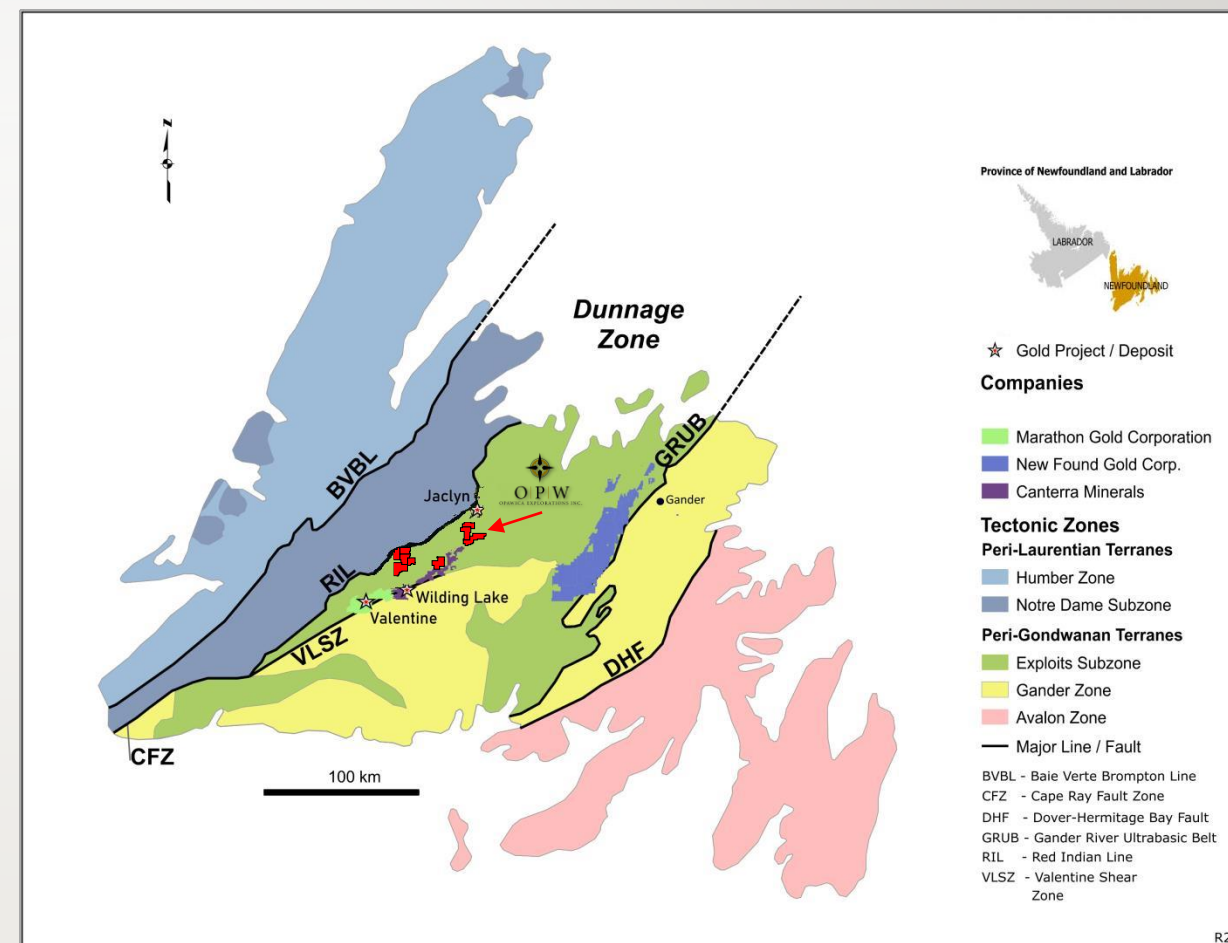 N
Dunnage
Zone
BVBL
GRUB
Jaclyn
OPW
OPAWICA EXPLORATIONS INC.
Gander
RIL
Wilding Lake
Valentine
VLSZ
DHF
CFZ
100 km
Province of Newfoundland and Labrador
LABRADOR
NEWFOUNDLAND
Gold Project / Deposit
Companies
Marathon Gold Corporation
New Found Gold Corp.
Canterra Minerals
Tectonic Zones
Peri-Laurentian Terranes
Humber Zone
Notre Dame Subzone
Peri-Gondwanan Terranes
Exploits Subzone
Gander Zone
Avalon Zone
Major Line / Fault
BVBL - Baie Verte Brompton Line
CFZ - Cape Ray Fault Zone
DHF - Dover-Hermitage Bay Fault
GRUB - Gander River Ultrabasic Belt
RIL - Red Indian Line
VLSZ - Valentine Shear
Zone